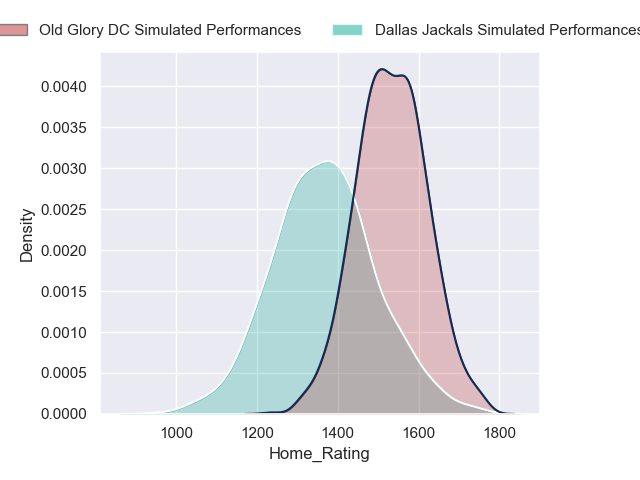 Old Glory DC Simulated Performances
Dallas Jackals Simulated Performances
0.0040
0.0035
0.0030
0.0025
0.0020
0.0015
0.0010
0.0005
0.0000
Density
1000 1200 1400 1600 1800
Home_Rating